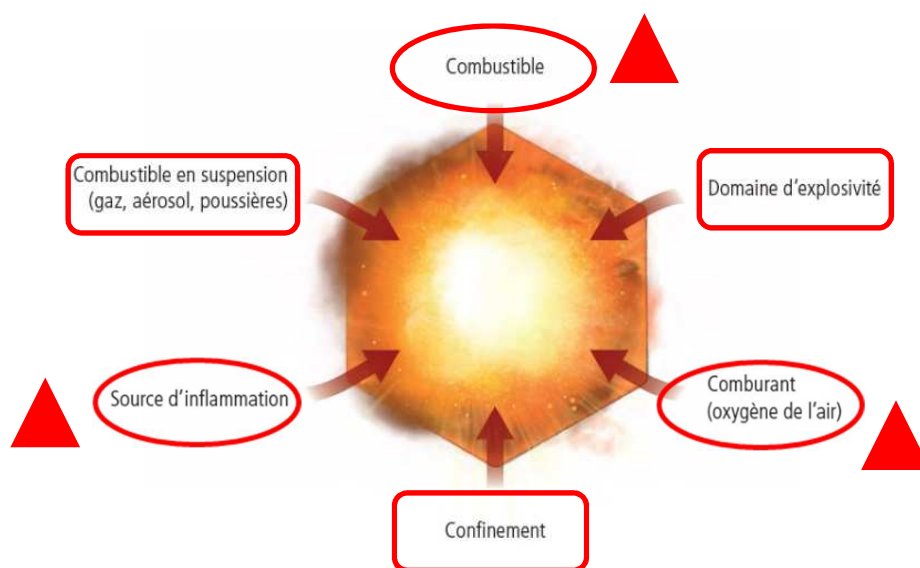 Combustible
Combustible en suspension
(gaz, aérosol, poussières)
Domaine d'explosivité
Source d'inflammation
Comburant
(oxygène de l'air)
Confinement